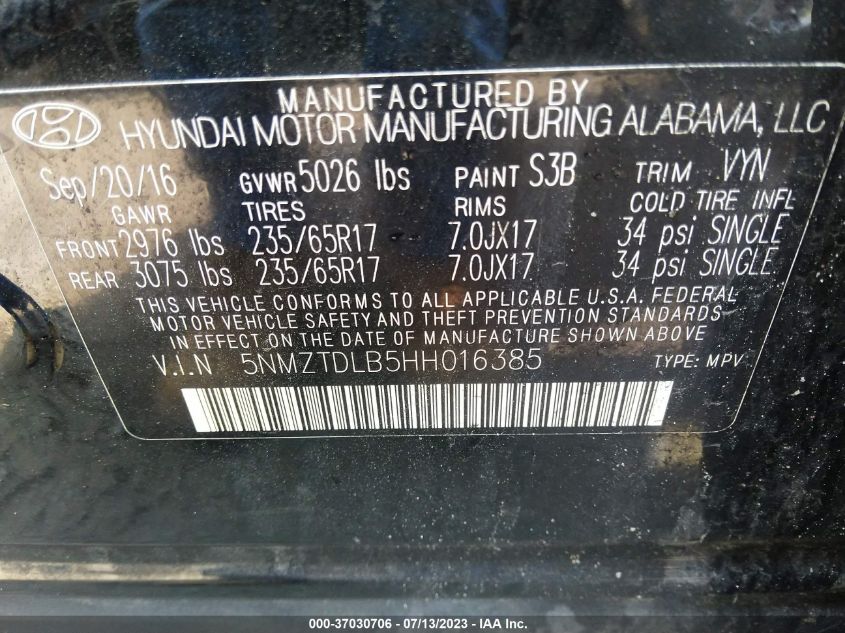 MANUFACTURED BY
HYUNDAI MOTOR MANUFACTURING ALABAMA, LLC
Sep/20/16 GVWR 5026 lbs PAINT S3B TRIM VYN
GAWR TIRES RIMS COLD TIRE INFL
FRONT 2976 lbs 235/65R17 7.0JX17 34 psi SINGLE
REAR 3075 lbs 235/65R17 7.0JX17 34 psi SINGLE
THIS VEHICLE CONFORMS TO ALL APPLICABLE U.S.A. FEDERAL
MOTOR VEHICLE SAFETY AND THEFT PREVENTION STANDARDS
IN EFFECT ON THE DATE OF MANUFACTURE SHOWN ABOVE
V.I.N 5NMZTDLB5HH016385 TYPE: MPV
000-37030706 - 07/13/2023 - IAA Inc.